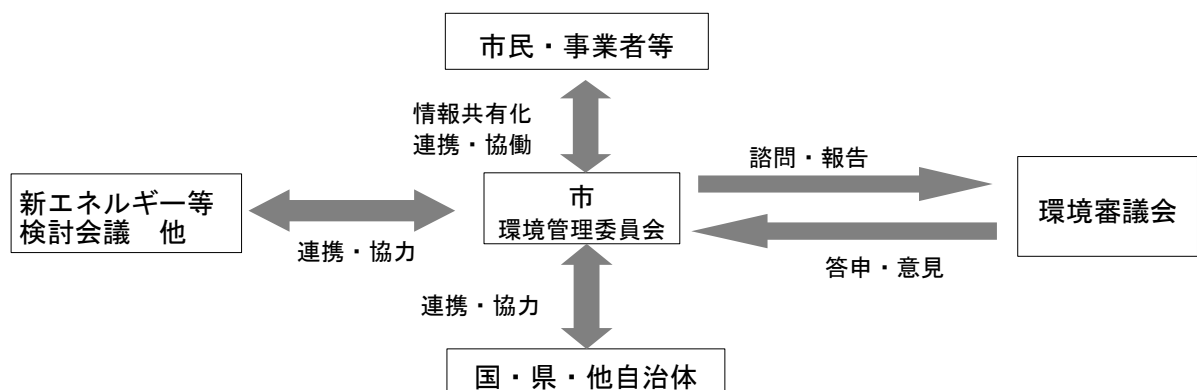 市民・事業者等
情報共有化
連携・協働
諮問・報告
新エネルギー等
検討会議　他
市
環境管理委員会
環境審議会
連携・協力
答申・意見
連携・協力
国・県・他自治体